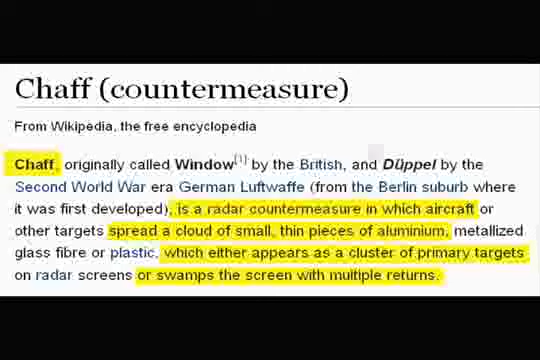 Chaff (countermeasure)
From Wikipedia, the free encyclopedia
Chaff, originally called Window[1] by the British, and Düppel by the
Second World War era German Luftwaffe (from the Berlin suburb where
it was first developed), is a radar countermeasure in which aircraft or
other targets spread a cloud of small, thin pieces of aluminium, metallized
glass fibre or plastic, which either appears as a cluster of primary targets
on radar screens or swamps the screen with multiple returns.